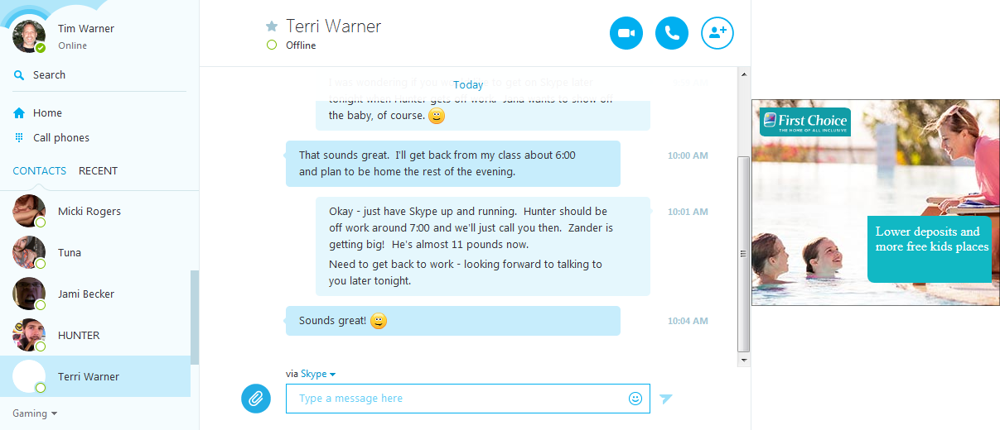 Tim Warner
Online
Search
Home
Call phones
CONTACTS RECENT
Micki Rogers
Tuna
Jami Becker
HUNTER
Terri Warner
Gaming
Terri Warner
Offline
I was wondering if you to get on Skype later
Today
tonight when Hunter gets off work. Jana wants to show off
the baby, of course.
That sounds great. I'll get back from my class about 6:00
and plan to be home the rest of the evening.
10:00 AM
Okay - just have Skype up and running. Hunter should be
off work around 7:00 and we'll just call you then. Zander is
getting big! He's almost 11 pounds now.
Need to get back to work - looking forward to talking to
you later tonight.
10:01 AM
Sounds great!
10:04 AM
via Skype
Type a message here
First Choice
THE HOME OF ALL INCLUSIVE
Lower deposits and
more free kids places